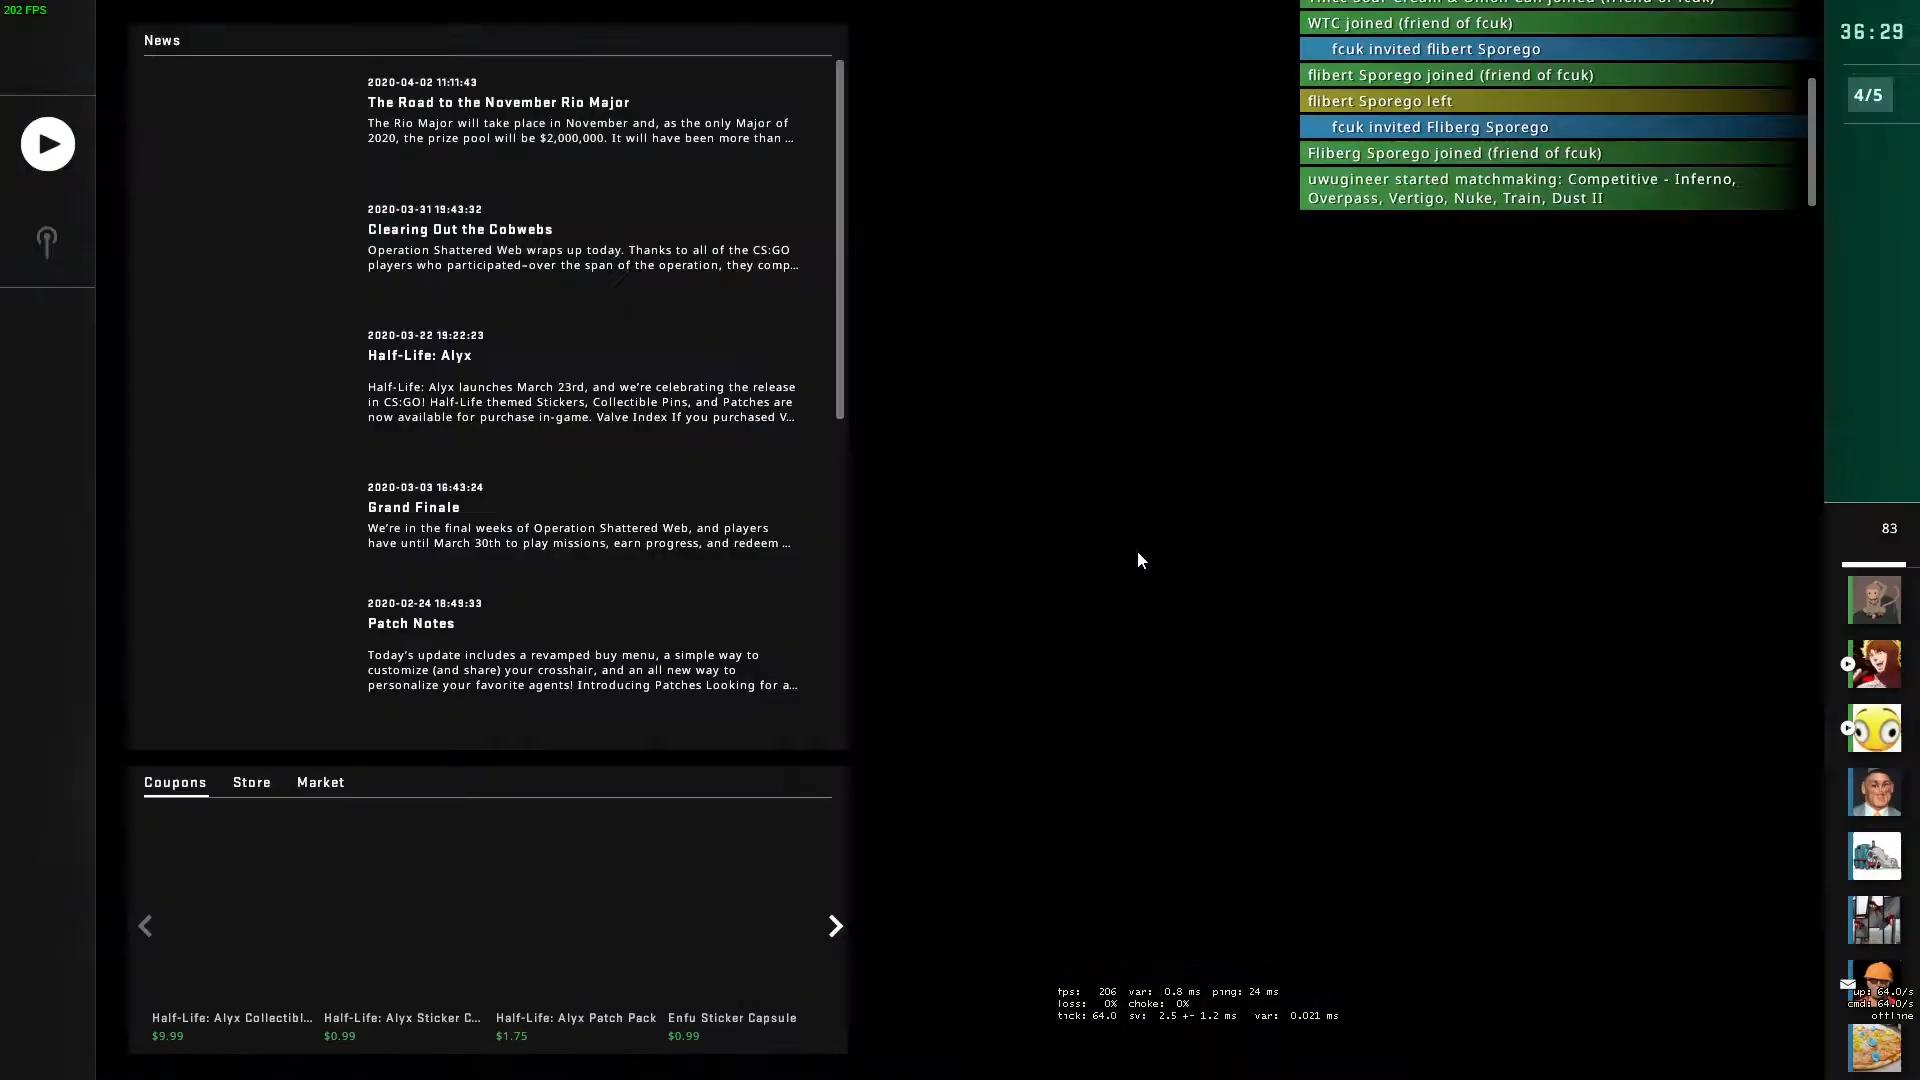 202 FPS
News
2020-04-02 11:11:43
The Road to the November Rio Major
The Rio Major will take place in November and, as the only Major of
2020, the prize pool will be $2,000,000. It will have been more than ...
2020-03-31 19:43:32
Clearing Out the Cobwebs
Operation Shattered Web wraps up today. Thanks to all of the CS:GO
players who participated–over the span of the operation, they comp...
2020-03-22 19:22:23
Half-Life: Alyx
Half-Life: Alyx launches March 23rd, and we’re celebrating the release
in CS:GO! Half-Life themed Stickers, Collectible Pins, and Patches are
now available for purchase in-game. Valve Index If you purchased V...
2020-03-03 16:43:24
Grand Finale
We’re in the final weeks of Operation Shattered Web, and players
have until March 30th to play missions, earn progress, and redeem ...
2020-02-24 18:49:33
Patch Notes
Today’s update includes a revamped buy menu, a simple way to
customize (and share) your crosshair, and an all new way to
personalize your favorite agents! Introducing Patches Looking for a...
Coupons Store Market
Half-Life: Alyx Collectibl... Half-Life: Alyx Sticker C... Half-Life: Alyx Patch Pack Enfu Sticker Capsule
$9.99 $0.99 $1.75 $0.99
WTC joined (friend of fcuk)
fcuk invited flibert Sporego
flibert Sporego joined (friend of fcuk)
flibert Sporego left
fcuk invited Fliberg Sporego
Fliberg Sporego joined (friend of fcuk)
uwugineer started matchmaking: Competitive - Inferno,
Overpass, Vertigo, Nuke, Train, Dust II
36:29
4/5
83
fps: 206 var: 0.8 ms ping: 24 ms
loss: 0% choke: 0%
tick: 64.0 sv: 2.5 +- 1.2 ms var: 0.021 ms
up: 64.0/s
cmd: 64.0/s
offline